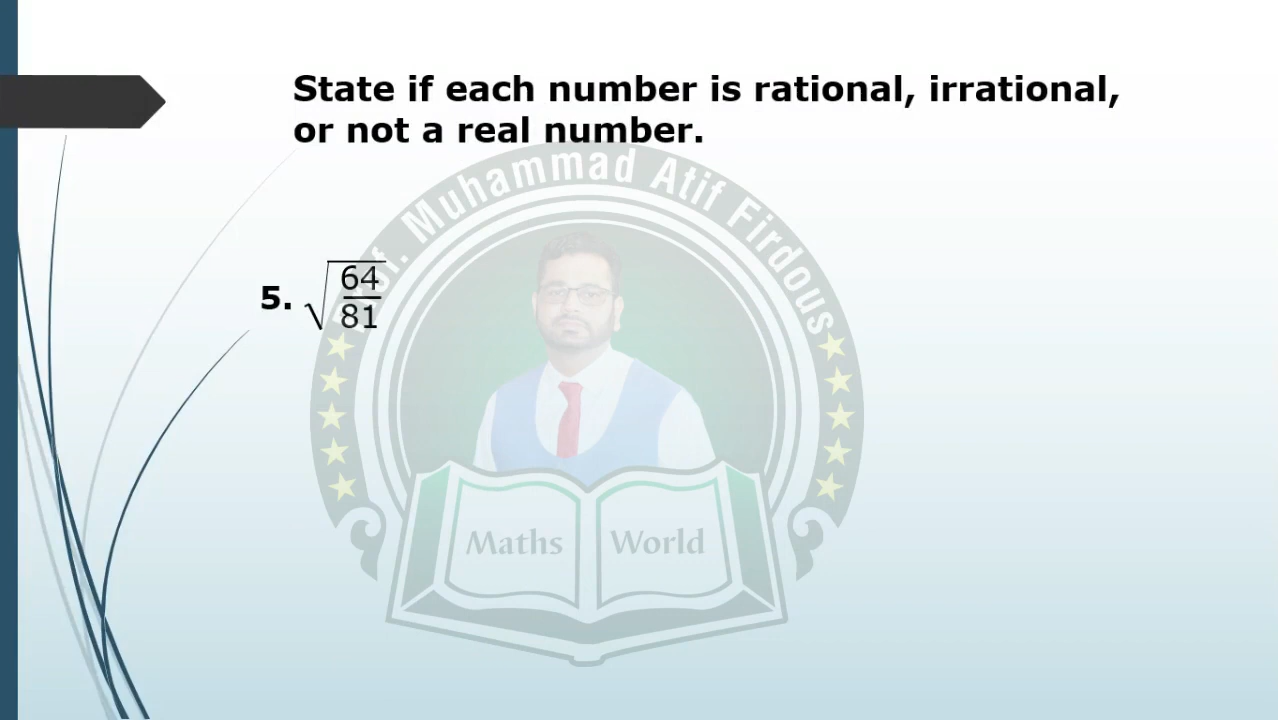 State if each number is rational, irrational,
or not a real number.
Prof. Muhammad Atif Firdous
5. √64/81
Maths World